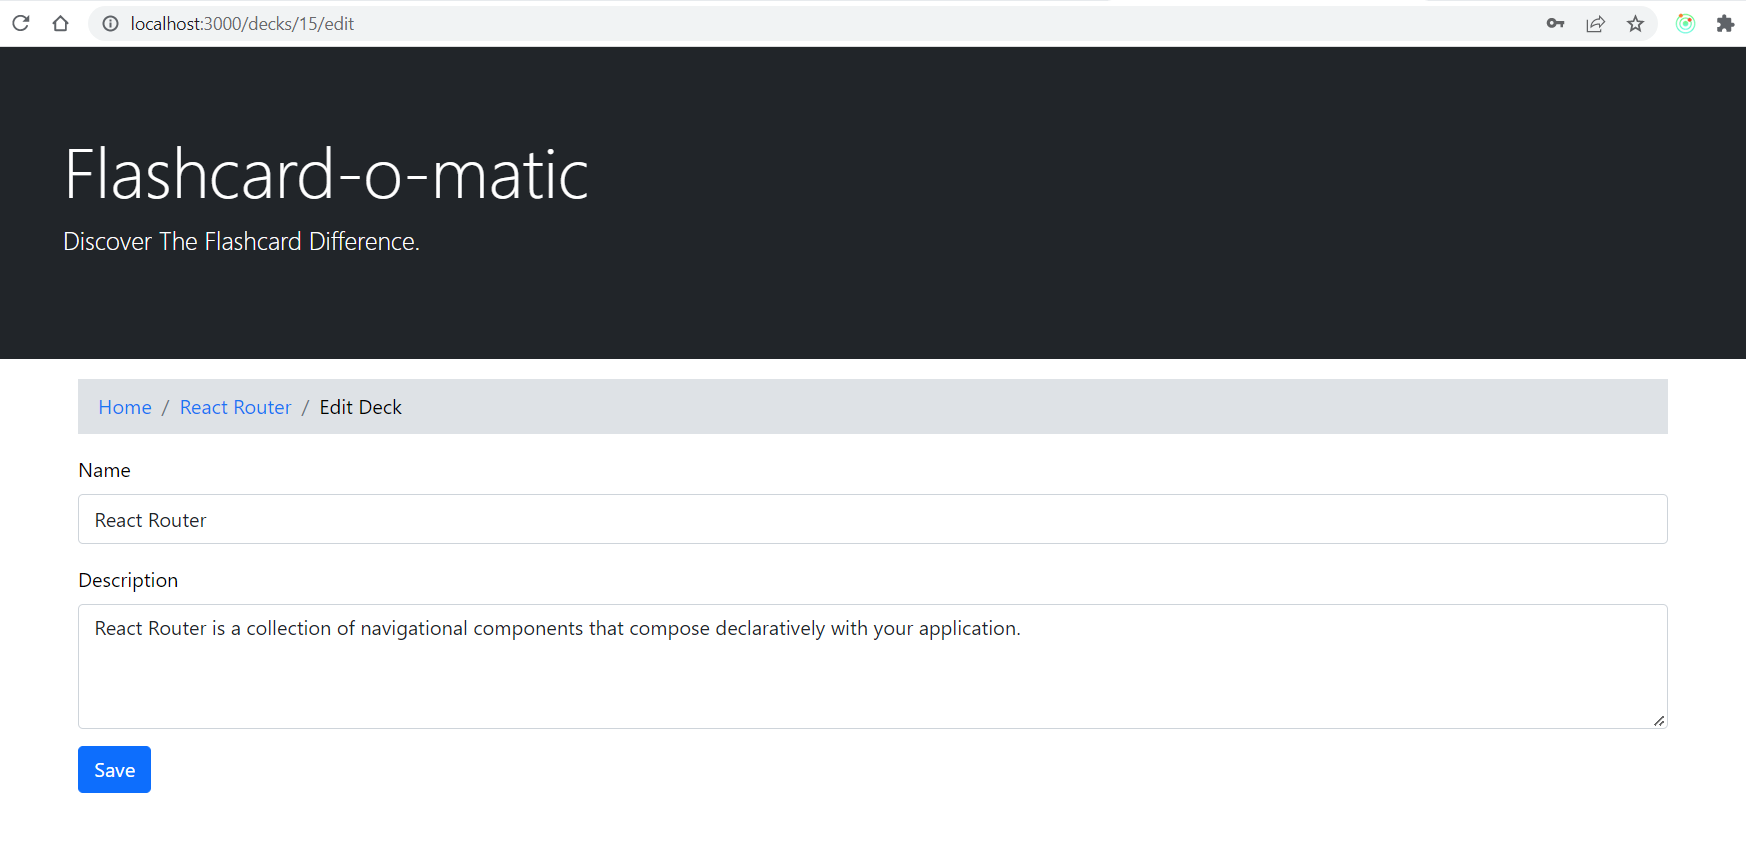 localhost:3000/decks/15/edit
Flashcard-o-matic
Discover The Flashcard Difference.
Home / React Router / Edit Deck
Name
React Router
Description
React Router is a collection of navigational components that compose declaratively with your application.
Save